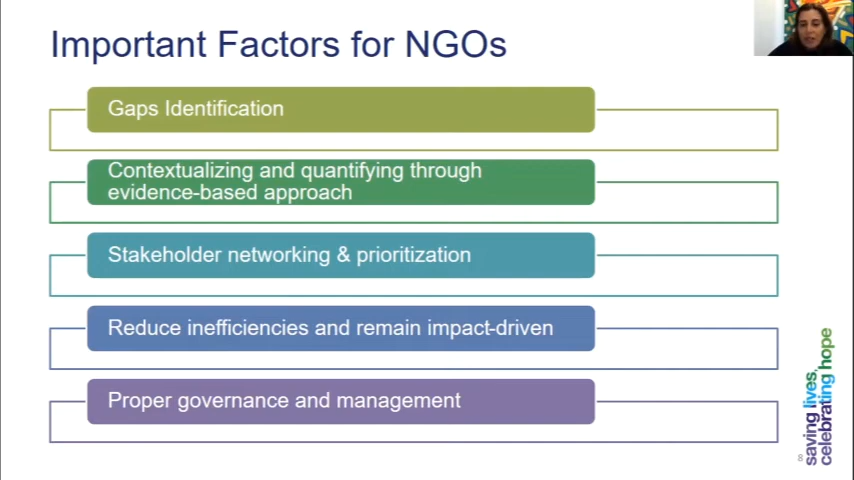 Important Factors for NGOs
Gaps Identification
Contextualizing and quantifying through
evidence-based approach
Stakeholder networking & prioritization
Reduce inefficiencies and remain impact-driven
Proper governance and management
8
saving lives,
celebrating hope